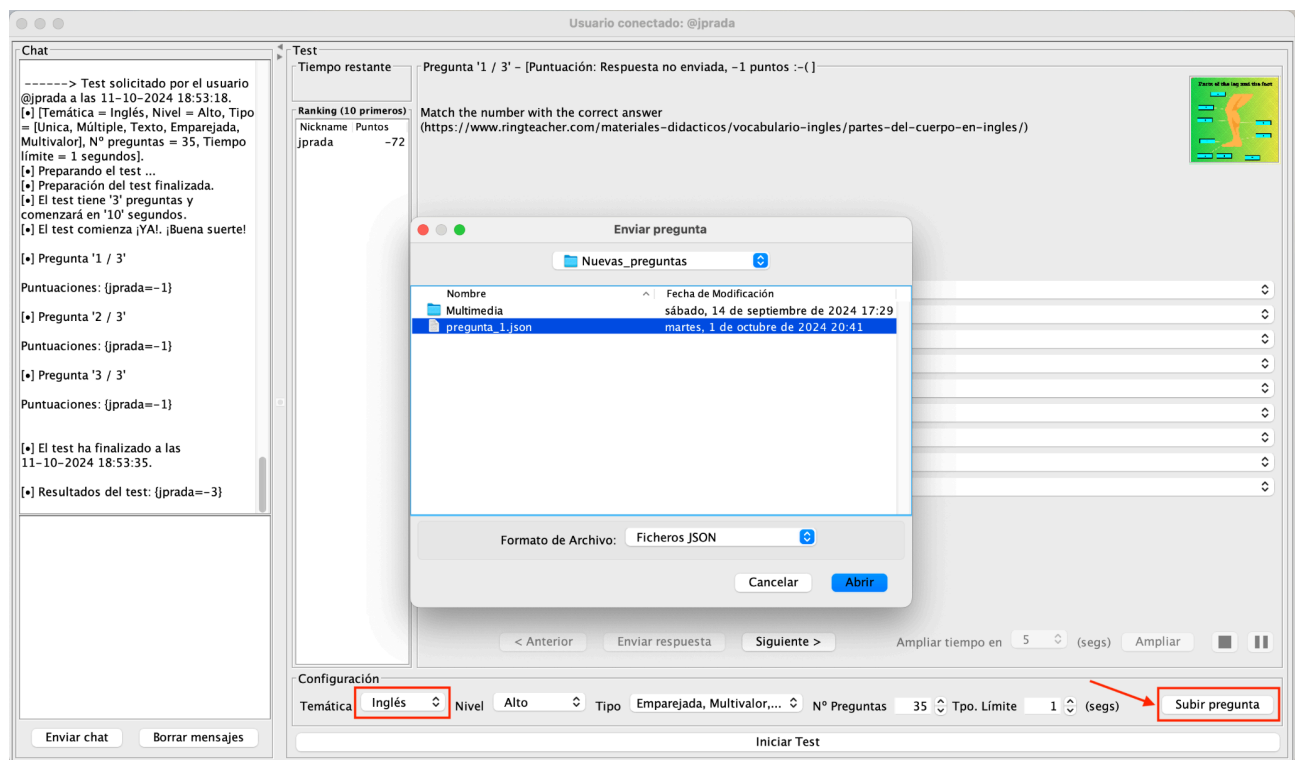 Usuario conectado: @jprada
Chat
------> Test solicitado por el usuario
@jprada a las 11-10-2024 18:53:18.
[•] [Temática = Inglés, Nivel = Alto, Tipo
= [Unica, Múltiple, Texto, Emparejada,
Multivalor], Nº preguntas = 35, Tiempo
límite = 1 segundos].
[•] Preparando el test ...
[•] Preparación del test finalizada.
[•] El test tiene '3' preguntas y
comenzará en '10' segundos.
[•] El test comienza ¡YA!. ¡Buena suerte!
[•] Pregunta '1 / 3'
Puntuaciones: {jprada=-1}
[•] Pregunta '2 / 3'
Puntuaciones: {jprada=-1}
[•] Pregunta '3 / 3'
Puntuaciones: {jprada=-1}
[•] El test ha finalizado a las
11-10-2024 18:53:35.
[•] Resultados del test: {jprada=-3}
Enviar chat
Borrar mensajes
Test
Tiempo restante
Ranking (10 primeros)
Nickname Puntos
jprada -72
Pregunta '1 / 3' - [Puntuación: Respuesta no enviada, -1 puntos :-( ]
Match the number with the correct answer
(https://www.ringteacher.com/materiales-didacticos/vocabulario-ingles/partes-del-cuerpo-en-ingles/)
Parts of the leg and the foot
Enviar pregunta
Nuevas_preguntas
Nombre Fecha de Modificación
Multimedia sábado, 14 de septiembre de 2024 17:29
pregunta_1.json martes, 1 de octubre de 2024 20:41
Formato de Archivo: Ficheros JSON
Cancelar Abrir
< Anterior Enviar respuesta Siguiente > Ampliar tiempo en 5 (segs) Ampliar
Configuración
Temática Inglés Nivel Alto Tipo Emparejada, Multivalor,... Nº Preguntas 35 Tpo. Límite 1 (segs) Subir pregunta
Iniciar Test